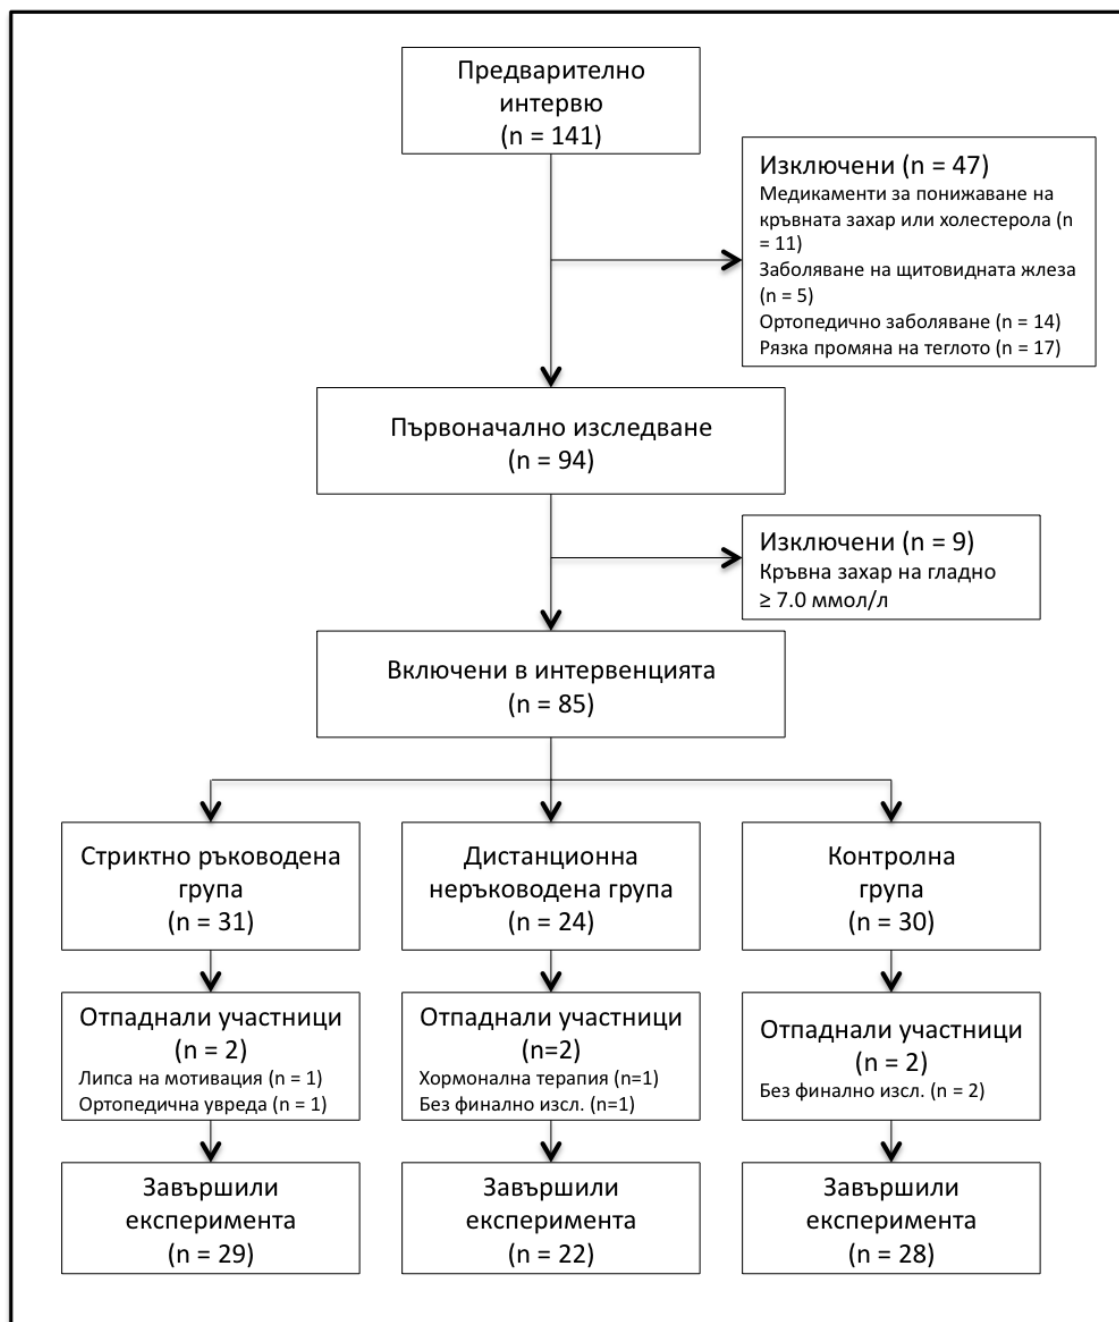 Предварително
интервю
(n = 141)
Изключени (n = 47)
Медикаменти за понижаване на
кръвната захар или холестерола (n
= 11)
Заболяване на щитовидната жлеза
(n = 5)
Ортопедично заболяване (n = 14)
Рязка промяна на теглото (n = 17)
Първоначално изследване
(n = 94)
Изключени (n = 9)
Кръвна захар на гладно
≥ 7.0 ммол/л
Включени в интервенцията
(n = 85)
Стриктно ръководена
група
(n = 31)
Дистанционна
неръководена група
(n = 24)
Контролна
група
(n = 30)
Отпаднали участници
(n = 2)
Липса на мотивация (n = 1)
Ортопедична увреда (n = 1)
Отпаднали участници
(n=2)
Хормонална терапия (n=1)
Без финално изсл. (n=1)
Отпаднали участници
(n = 2)
Без финално изсл. (n = 2)
Завършили
експеримента
(n = 29)
Завършили
експеримента
(n = 22)
Завършили
експеримента
(n = 28)